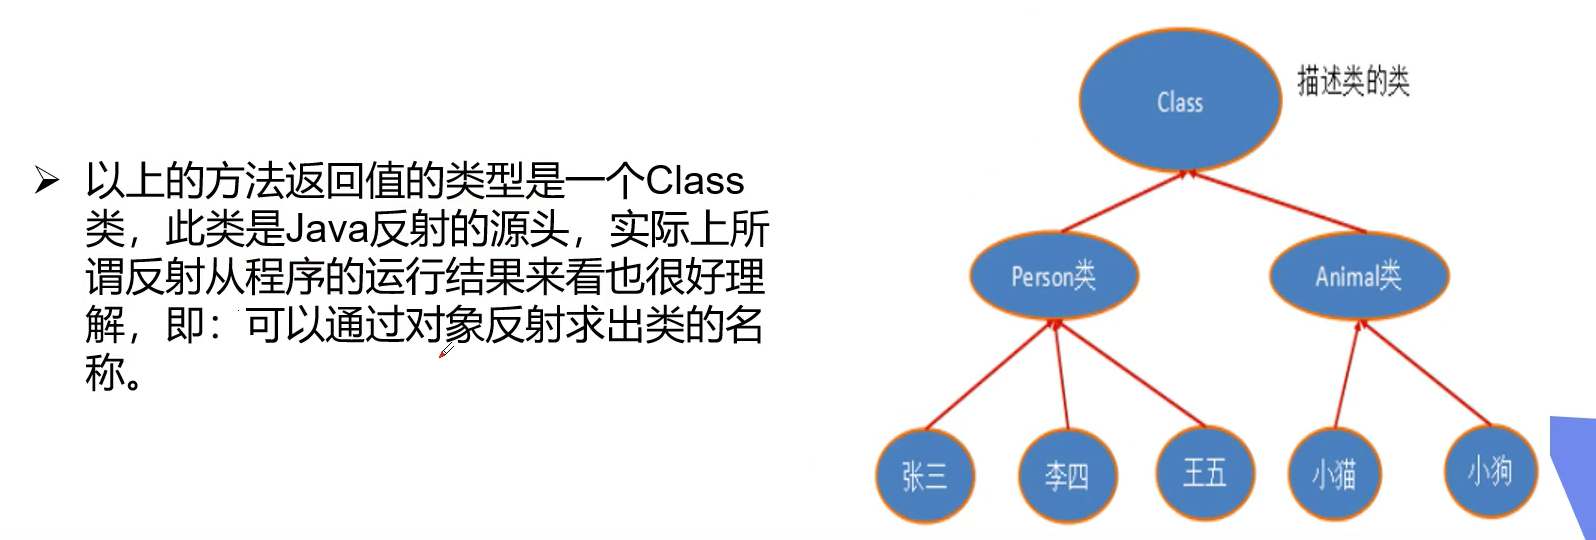 以上的方法返回值的类型是一个Class
类，此类是Java反射的源头，实际上所
谓反射从程序的运行结果来看也很好理
解，即：可以通过对象反射求出类的名
称。
Class
描述类的类
Person类
Animal类
张三
李四
王五
小猫
小狗